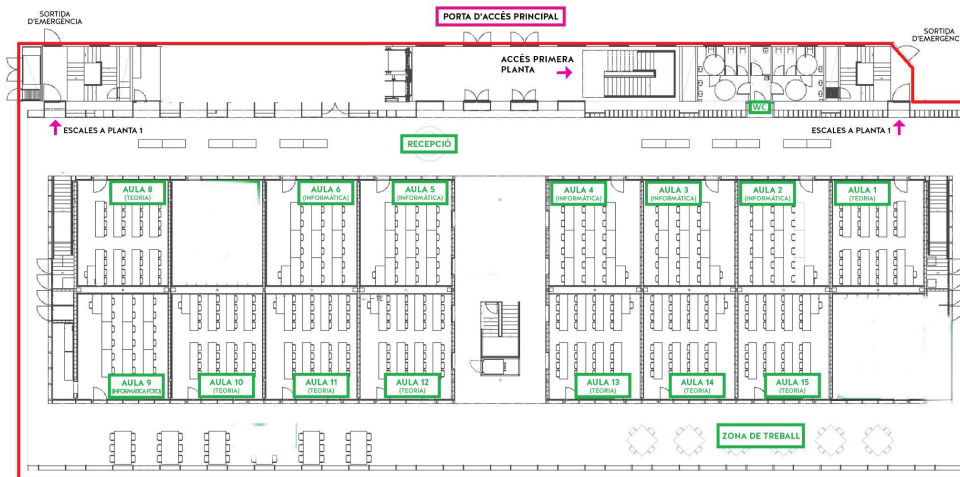 PORTA D'ACCÉS PRINCIPAL
SORTIDA
D'EMERGÈNCIA
SORTIDA
D'EMERGÈNC
ACCÉS PRIMERA
PLANTA
WC
ESCALES A PLANTA 1
ESCALES A PLANTA 1
RECEPCIÓ
AULA 8
(TEORIA)
AULA 6
(INFORMÀTICA)
AULA 5
(INFORMÀTICA)
AULA 4
(INFORMÀTICA)
AULA 3
(INFORMÀTICA)
AULA 2
(INFORMÀTICA)
AULA 1
(TEORIA)
AULA 9
(INFORMÀTICA FOTO)
AULA 10
(TEORIA)
AULA 11
(TEORIA)
AULA 12
(TEORIA)
AULA 13
(TEORIA)
AULA 14
(TEORIA)
AULA 15
(TEORIA)
ZONA DE TREBALL